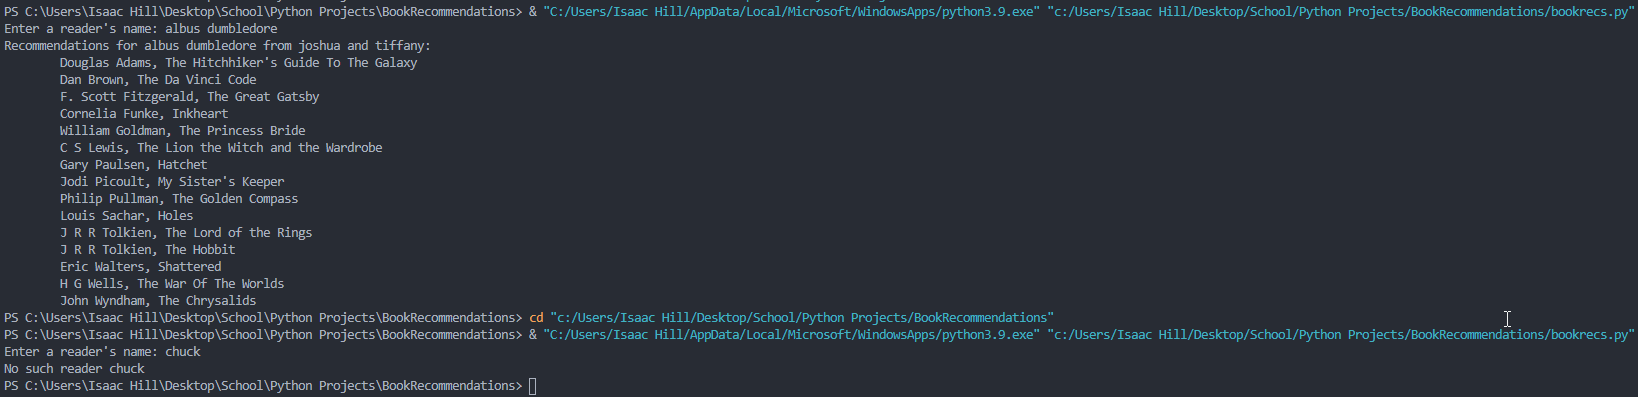 PS C:\Users\Isaac Hill\Desktop\School\Python Projects\BookRecommendations> & "C:/Users/Isaac Hill/AppData/Local/Microsoft/WindowsApps/python3.9.exe" "c:/Users/Isaac Hill/Desktop/School/Python Projects/BookRecommendations/bookrecs.py"
Enter a reader's name: albus dumbledore
Recommendations for albus dumbledore from joshua and tiffany:
Douglas Adams, The Hitchhiker's Guide To The Galaxy
Dan Brown, The Da Vinci Code
F. Scott Fitzgerald, The Great Gatsby
Cornelia Funke, Inkheart
William Goldman, The Princess Bride
C S Lewis, The Lion the Witch and the Wardrobe
Gary Paulsen, Hatchet
Jodi Picoult, My Sister's Keeper
Philip Pullman, The Golden Compass
Louis Sachar, Holes
J R R Tolkien, The Lord of the Rings
J R R Tolkien, The Hobbit
Eric Walters, Shattered
H G Wells, The War Of The Worlds
John Wyndham, The Chrysalids
PS C:\Users\Isaac Hill\Desktop\School\Python Projects\BookRecommendations> cd "c:/Users/Isaac Hill/Desktop/School/Python Projects/BookRecommendations"
PS C:\Users\Isaac Hill\Desktop\School\Python Projects\BookRecommendations> & "C:/Users/Isaac Hill/AppData/Local/Microsoft/WindowsApps/python3.9.exe" "c:/Users/Isaac Hill/Desktop/School/Python Projects/BookRecommendations/bookrecs.py"
Enter a reader's name: chuck
No such reader chuck
PS C:\Users\Isaac Hill\Desktop\School\Python Projects\BookRecommendations>